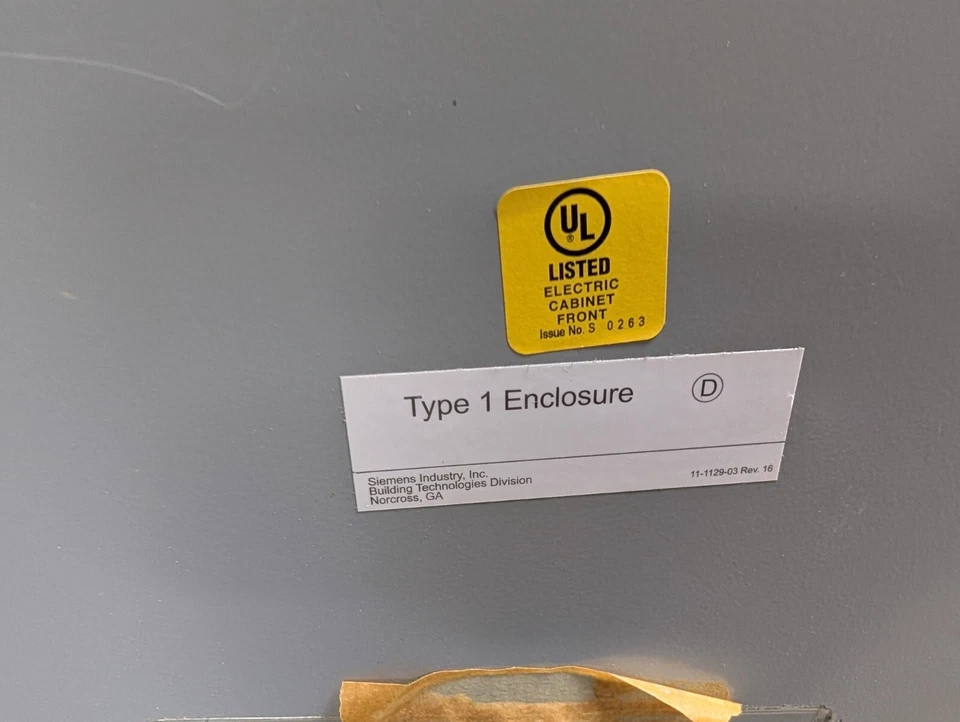 UL
®
LISTED
ELECTRIC
CABINET
FRONT
Issue No. S 0263
Type 1 Enclosure D
Siemens Industry, Inc.
Building Technologies Division
Norcross, GA
11-1129-03 Rev. 16